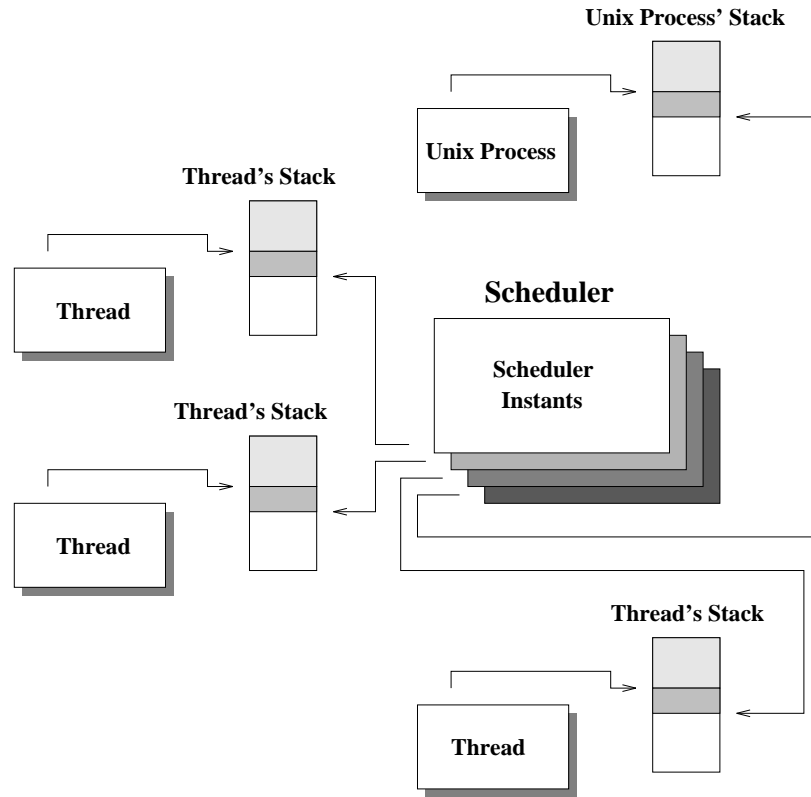 Unix Process' Stack
Unix Process
Thread's Stack
Thread
Scheduler
Scheduler
Instants
Thread's Stack
Thread
Thread's Stack
Thread